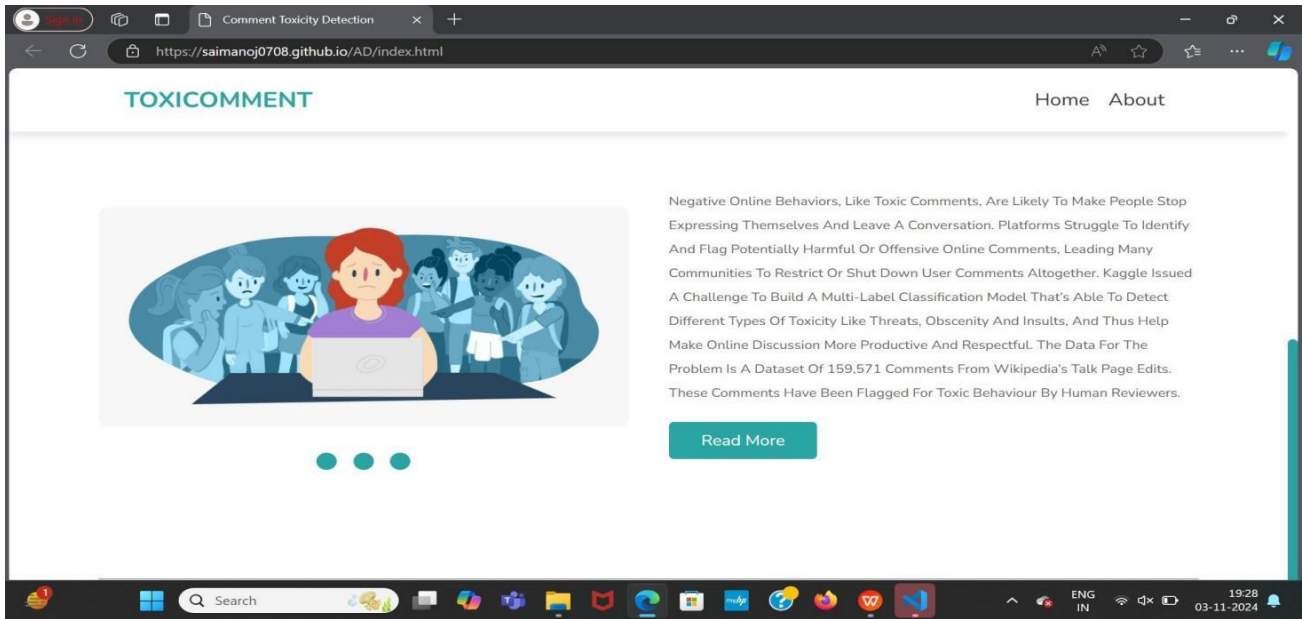 Sign in
Comment Toxicity Detection
https://saimanoj0708.github.io/AD/index.html
TOXICOMMENT
Home About
Negative Online Behaviors, Like Toxic Comments, Are Likely To Make People Stop
Expressing Themselves And Leave A Conversation. Platforms Struggle To Identify
And Flag Potentially Harmful Or Offensive Online Comments, Leading Many
Communities To Restrict Or Shut Down User Comments Altogether. Kaggle Issued
A Challenge To Build A Multi-Label Classification Model That's Able To Detect
Different Types Of Toxicity Like Threats, Obscenity And Insults, And Thus Help
Make Online Discussion More Productive And Respectful. The Data For The
Problem Is A Dataset Of 159,571 Comments From Wikipedia's Talk Page Edits.
These Comments Have Been Flagged For Toxic Behaviour By Human Reviewers.
Read More
1
Search
myhp
ENG
IN
19:28
03-11-2024